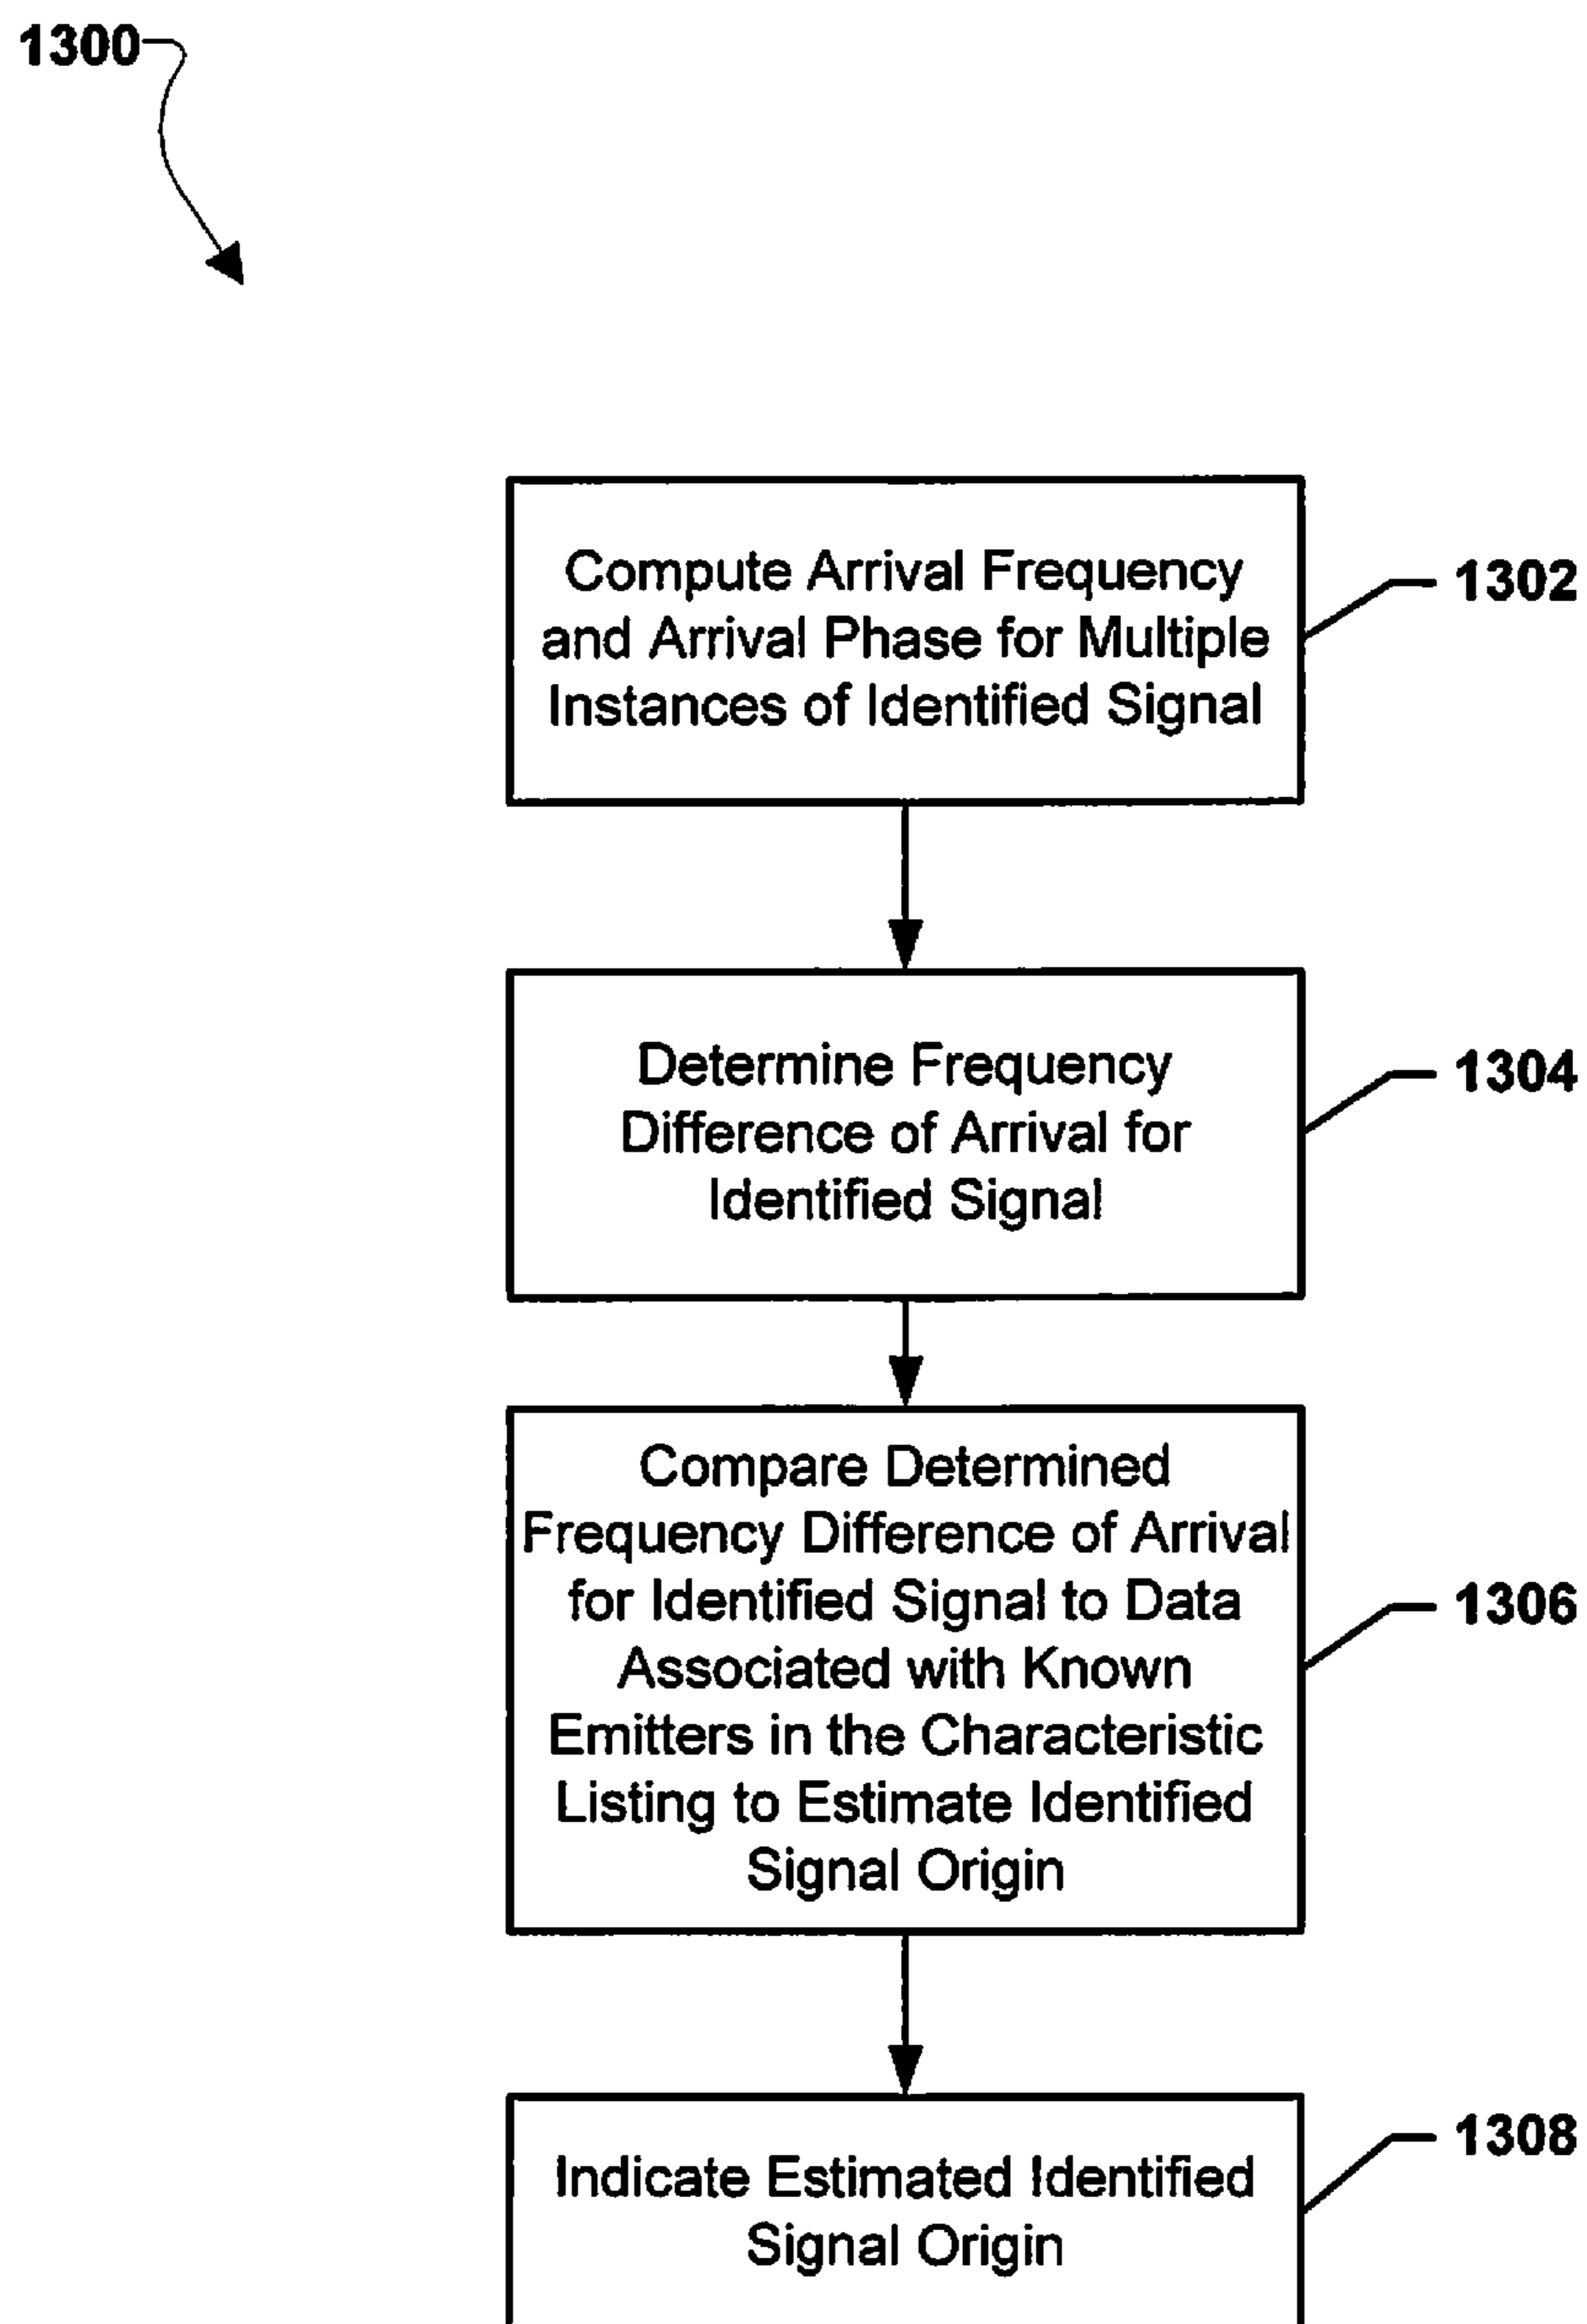 1300
Compute Arrival Frequency
and Arrival Phase for Multiple
Instances of Identified Signal
1302
Determine Frequency
Difference of Arrival for
Identified Signal
1304
Compare Determined
Frequency Difference of Arrival
for Identified Signal to Data
Associated with Known
Emitters in the Characteristic
Listing to Estimate Identified
Signal Origin
1306
Indicate Estimated Identified
Signal Origin
1308